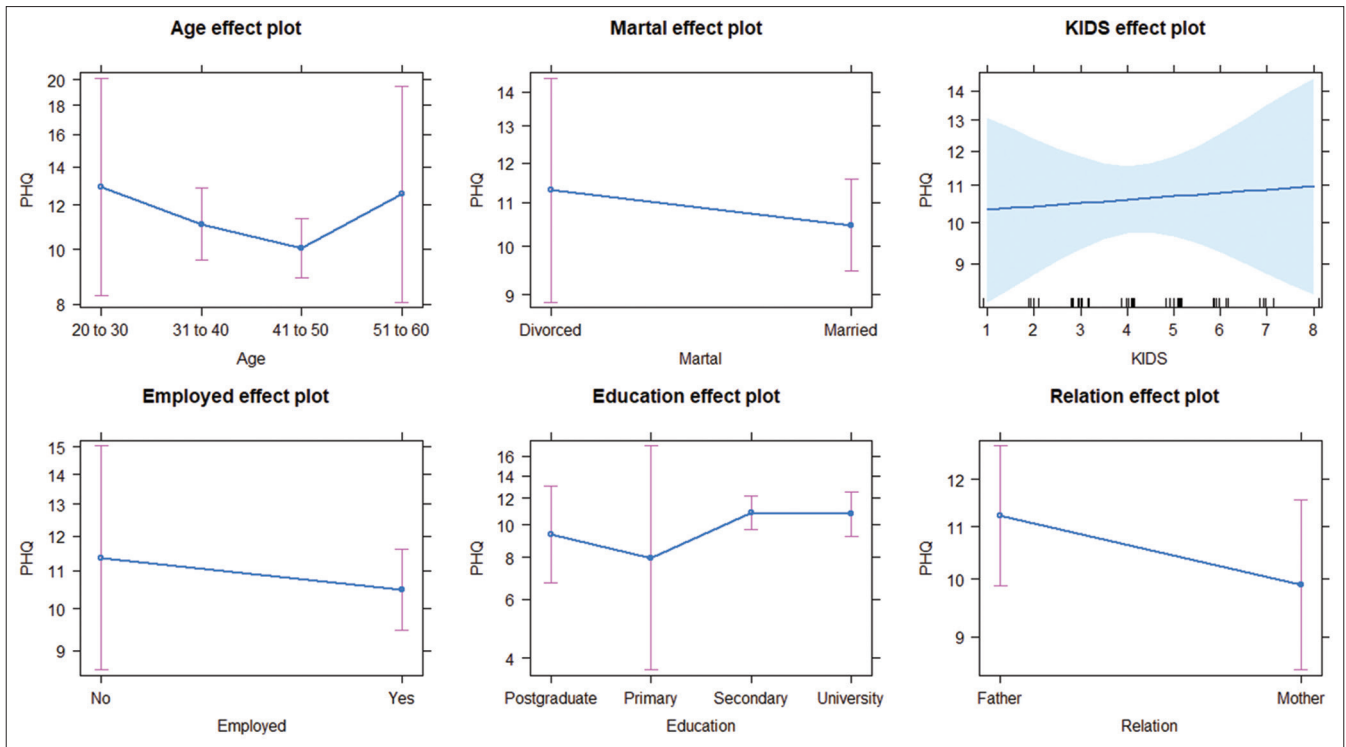 Age effect plot
PHQ
20
18
16
14
12
10
8
20 to 30 31 to 40 41 to 50 51 to 60
Age
Martal effect plot
PHQ
14
13
12
11
10
9
Divorced Married
Martal
KIDS effect plot
PHQ
14
13
12
11
10
9
1 2 3 4 5 6 7 8
KIDS
Employed effect plot
PHQ
15
14
13
12
11
10
9
No Yes
Employed
Education effect plot
PHQ
16
14
12
10
8
6
4
Postgraduate Primary Secondary University
Education
Relation effect plot
PHQ
12
11
10
9
Father Mother
Relation